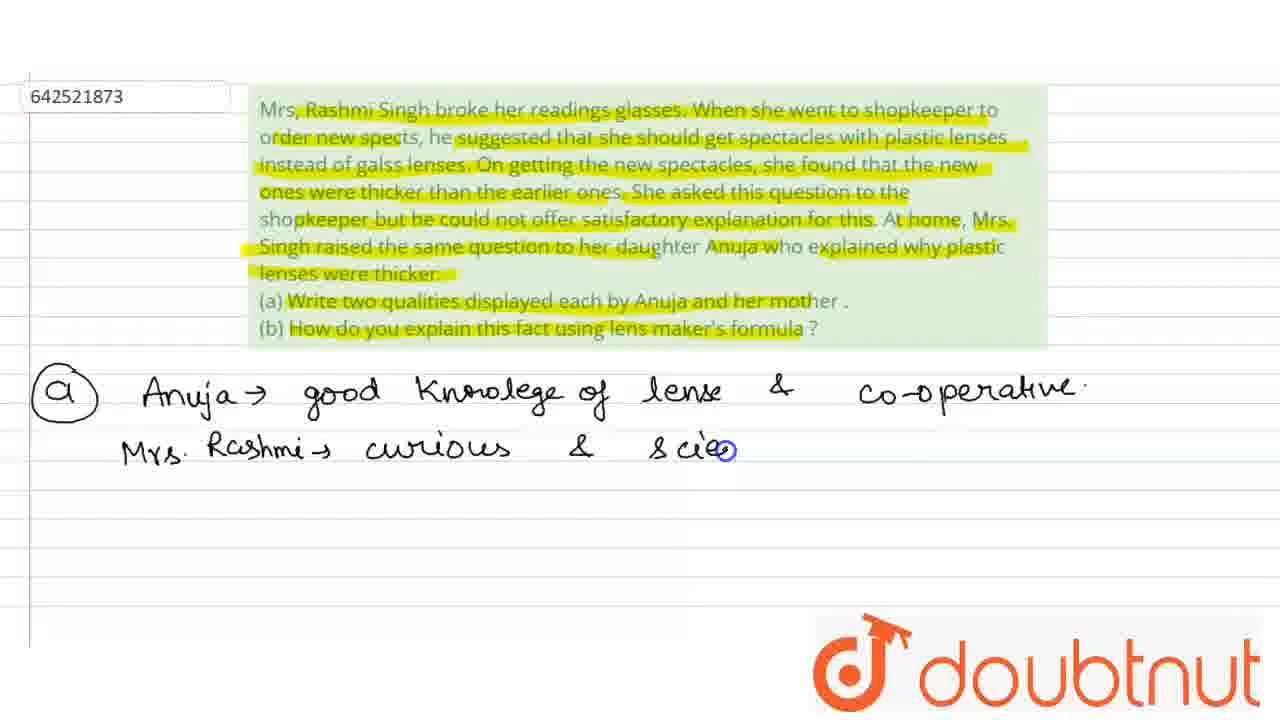 642521873
Mrs, Rashmi Singh broke her readings glasses. When she went to shopkeeper to
order new spects, he suggested that she should get spectacles with plastic lenses
instead of galss lenses. On getting the new spectacles, she found that the new
ones were thicker than the earlier ones. She asked this question to the
shopkeeper but he could not offer satisfactory explanation for this. At home, Mrs.
Singh raised the same question to her daughter Anuja who explained why plastic
lenses were thicker.
(a) Write two qualities displayed each by Anuja and her mother .
(b) How do you explain this fact using lens maker's formula ?
a Anuja → good Knowlege of lense & co-operative.
Mrs. Rashmi → curious & scie
doubtnut